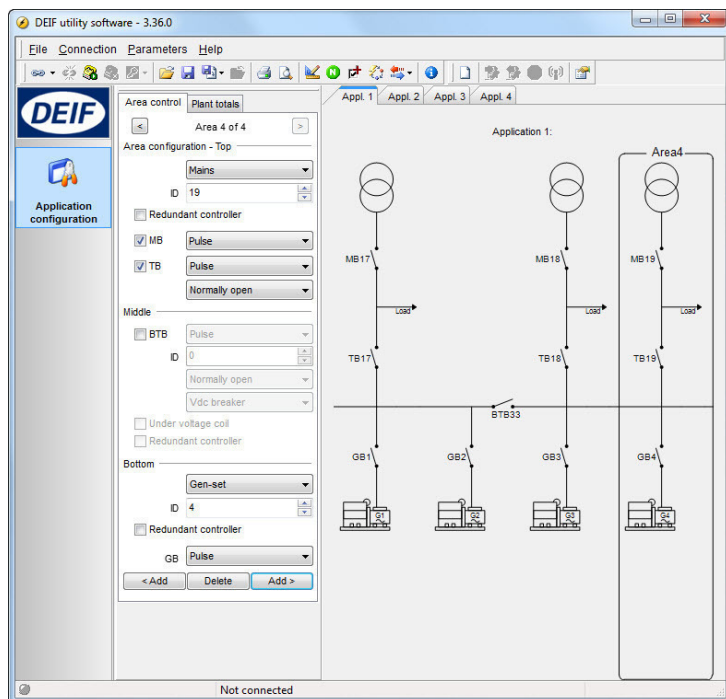 DEIF utility software - 3.36.0
File Connection Parameters Help
DEIF
Application
configuration
Area control Plant totals
< Area 4 of 4 >
Area configuration - Top
Mains
ID 19
Redundant controller
MB Pulse
TB Pulse
Normally open
Middle
BTB Pulse
ID 0
Normally open
Vdc breaker
Under voltage coil
Redundant controller
Bottom
Gen-set
ID 4
Redundant controller
GB Pulse
< Add Delete Add >
Appl. 1 Appl. 2 Appl. 3 Appl. 4
Application 1:
Area4
MB17 MB18 MB19
Load Load Load
TB17 TB18 TB19
BTB33
GB1 GB2 GB3 GB4
G1 G2 G3 G4
Not connected